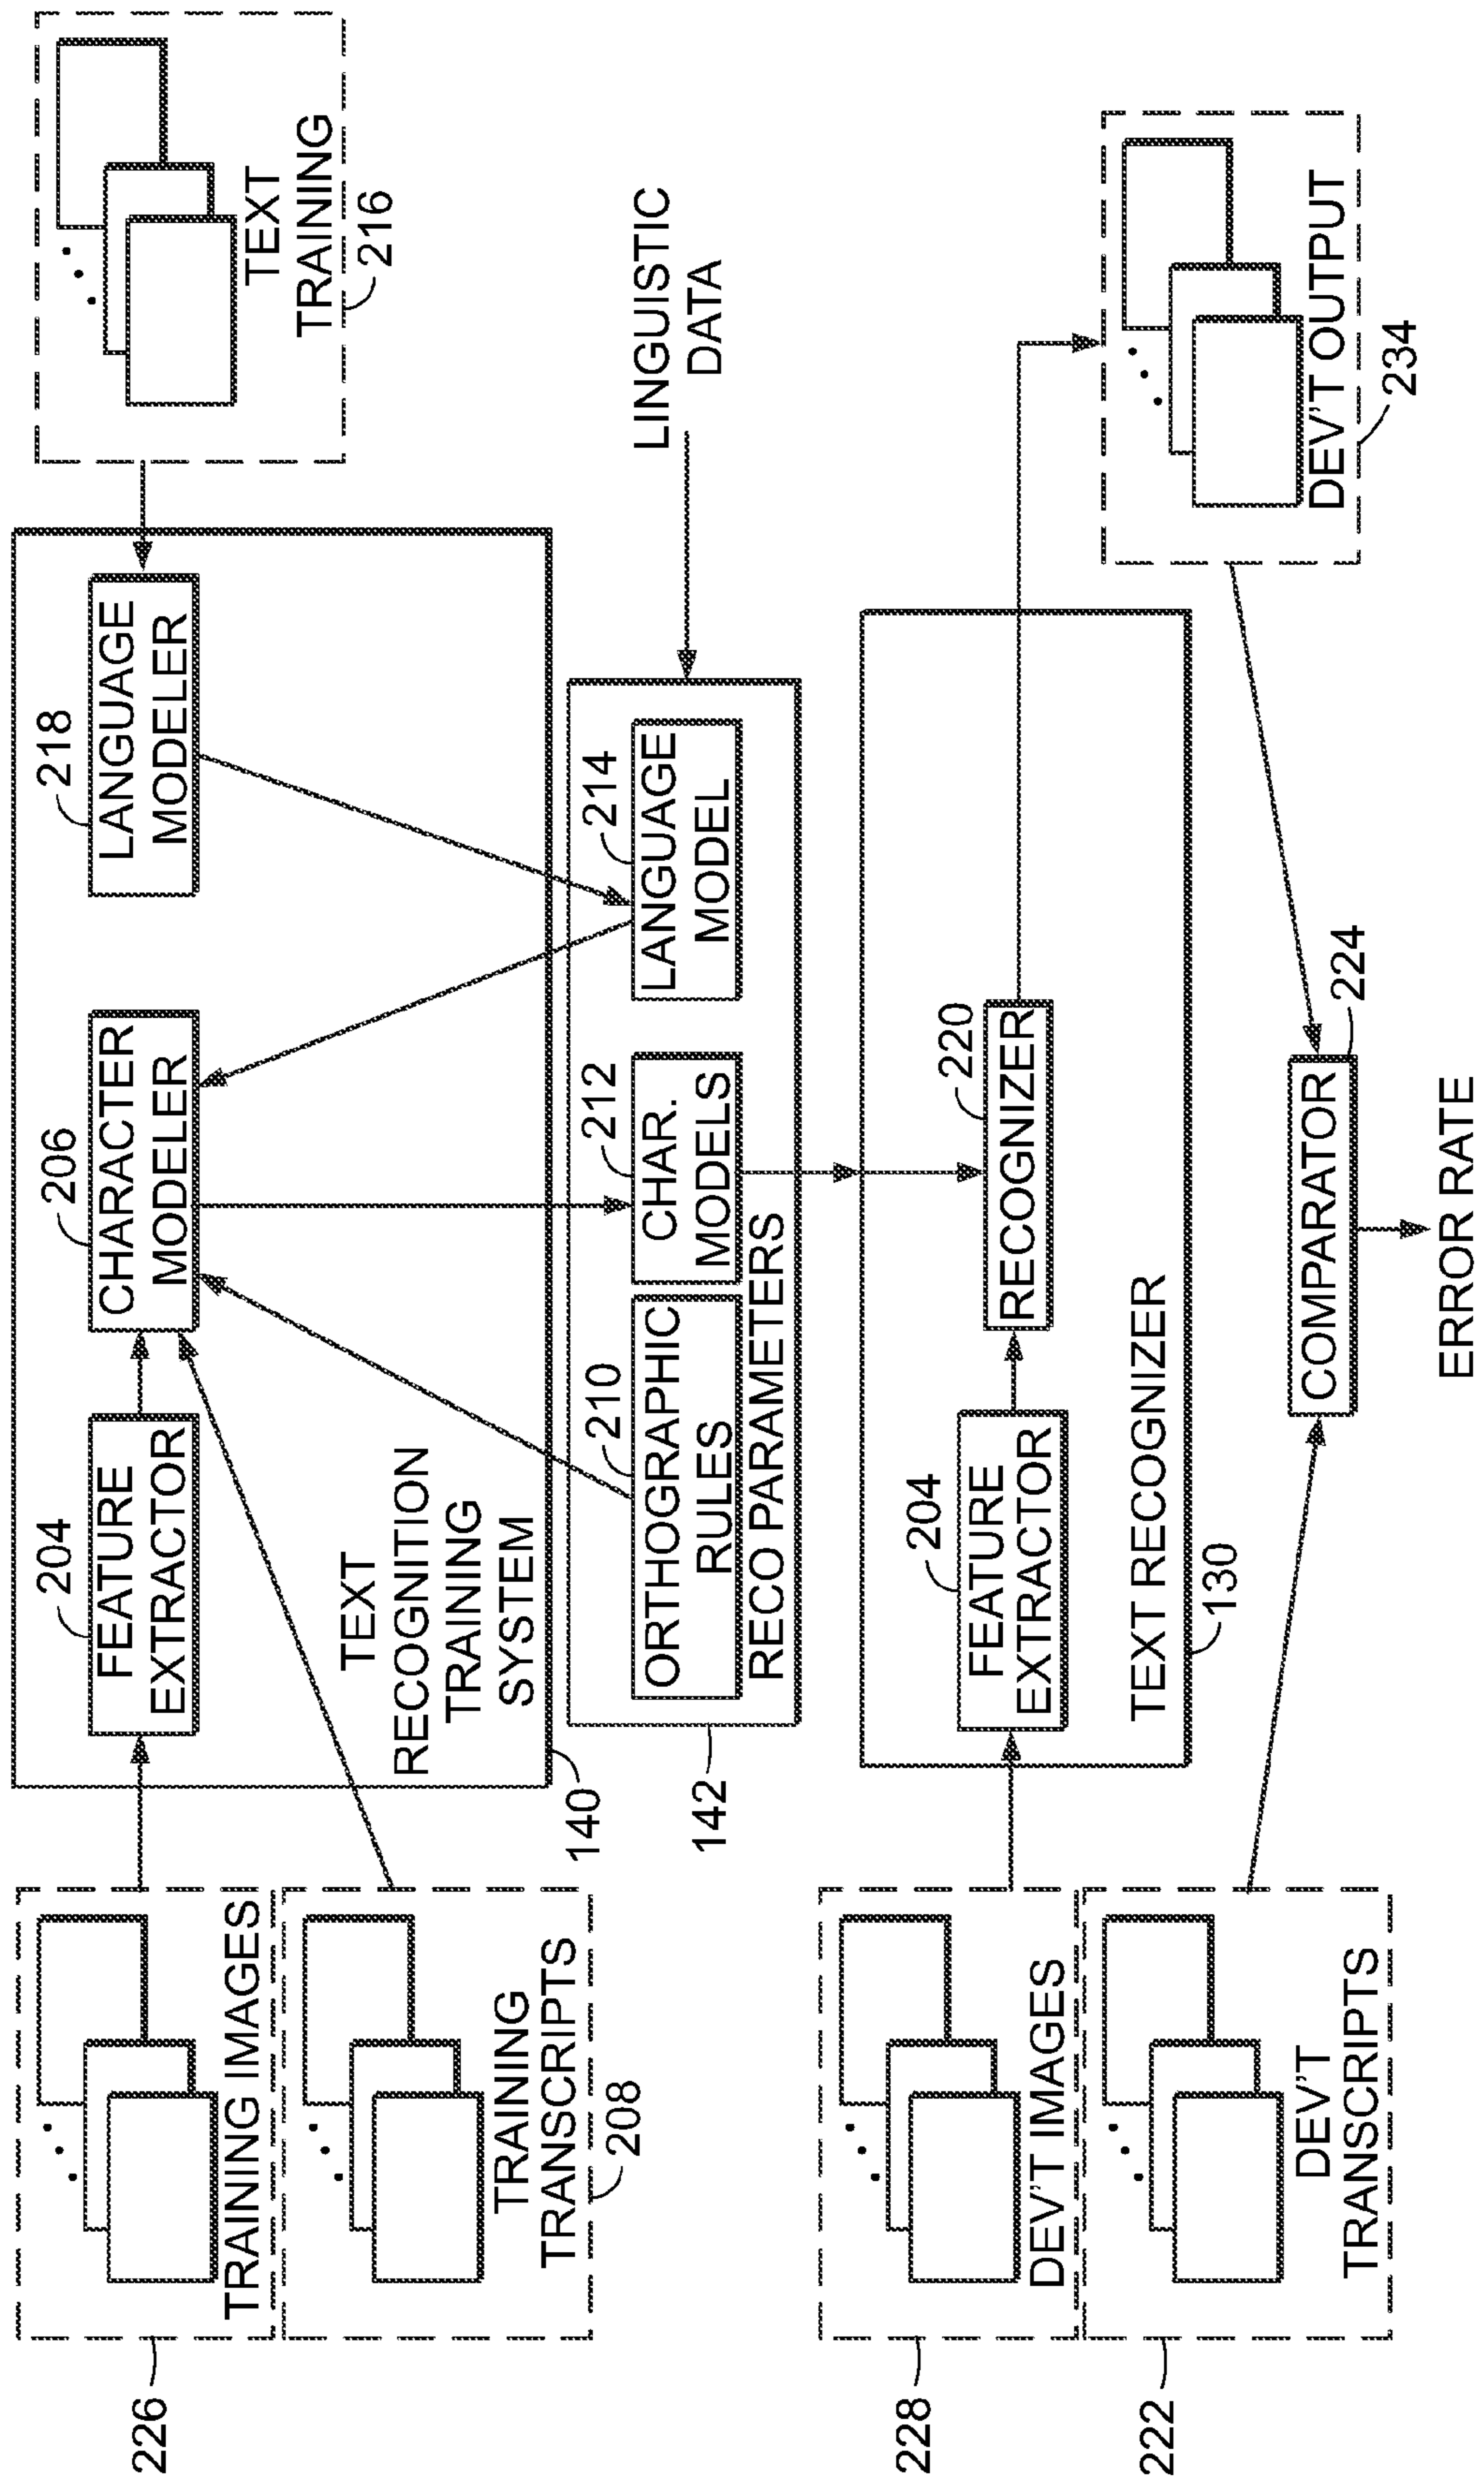 226
TRAINING IMAGES
TRAINING
TRANSCRIPTS
208
204
FEATURE
EXTRACTOR
206
CHARACTER
MODELER
218
LANGUAGE
MODELER
TEXT
TRAINING
216
TEXT
RECOGNITION
TRAINING
SYSTEM
140
210
ORTHOGRAPHIC
RULES
212
CHAR.
MODELS
214
LANGUAGE
MODEL
RECO PARAMETERS
142
LINGUISTIC
DATA
228
DEV'T IMAGES
222
DEV'T
TRANSCRIPTS
204
FEATURE
EXTRACTOR
220
RECOGNIZER
TEXT RECOGNIZER
130
DEV'T OUTPUT
234
COMPARATOR
224
ERROR RATE